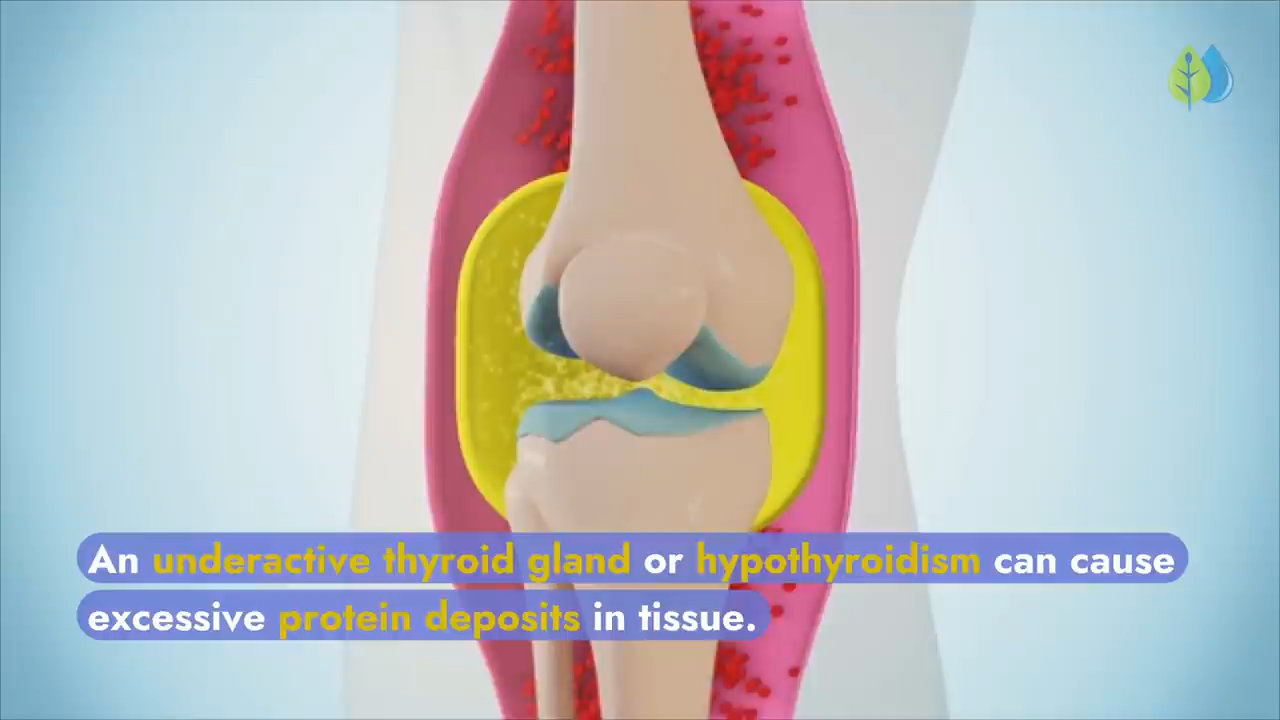 An underactive thyroid gland or hypothyroidism can cause
excessive protein deposits in tissue.